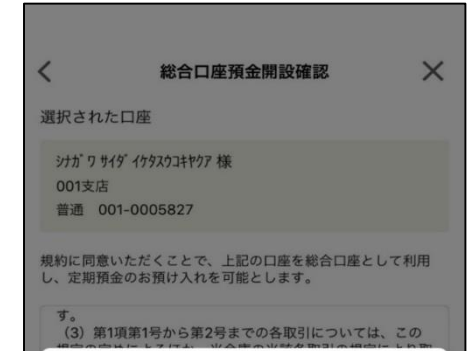 総合口座預金開設確認
選択された口座
ｼﾅｶﾞﾜ ｻｲﾀﾞ ｲｹﾀｽｳｺｷﾔｸｱ 様
001支店
普通 001-0005827
規約に同意いただくことで、上記の口座を総合口座として利用
し、定期預金のお預け入れを可能とします。
す。
（3）第1項第1号から第2号までの各取引については、この